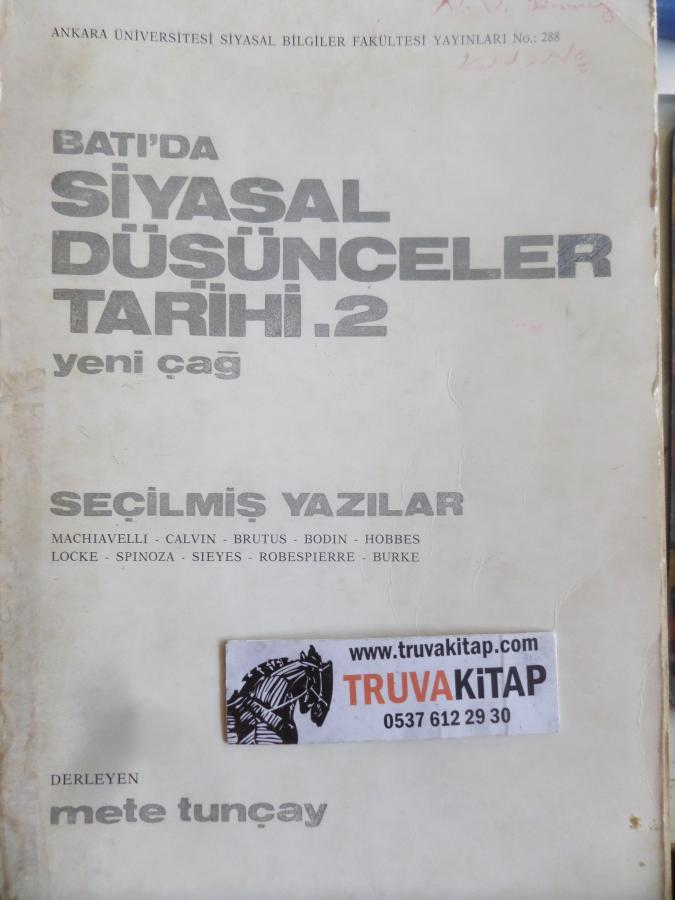 ANKARA ÜNİVERSİTESİ SİYASAL BİLGİLER FAKÜLTESİ YAYINLARI No.: 288
BATI'DA
SİYASAL
DÜŞÜNCELER
TARİHİ.2
yeni çağ
SEÇİLMİŞ YAZILAR
MACHIAVELLI - CALVIN - BRUTUS - BODIN - HOBBES
LOCKE - SPINOZA - SIEYES - ROBESPIERRE - BURKE
www.truvakitap.com
TRUVAKiTAP
0537 612 29 30
DERLEYEN
mete tunçay